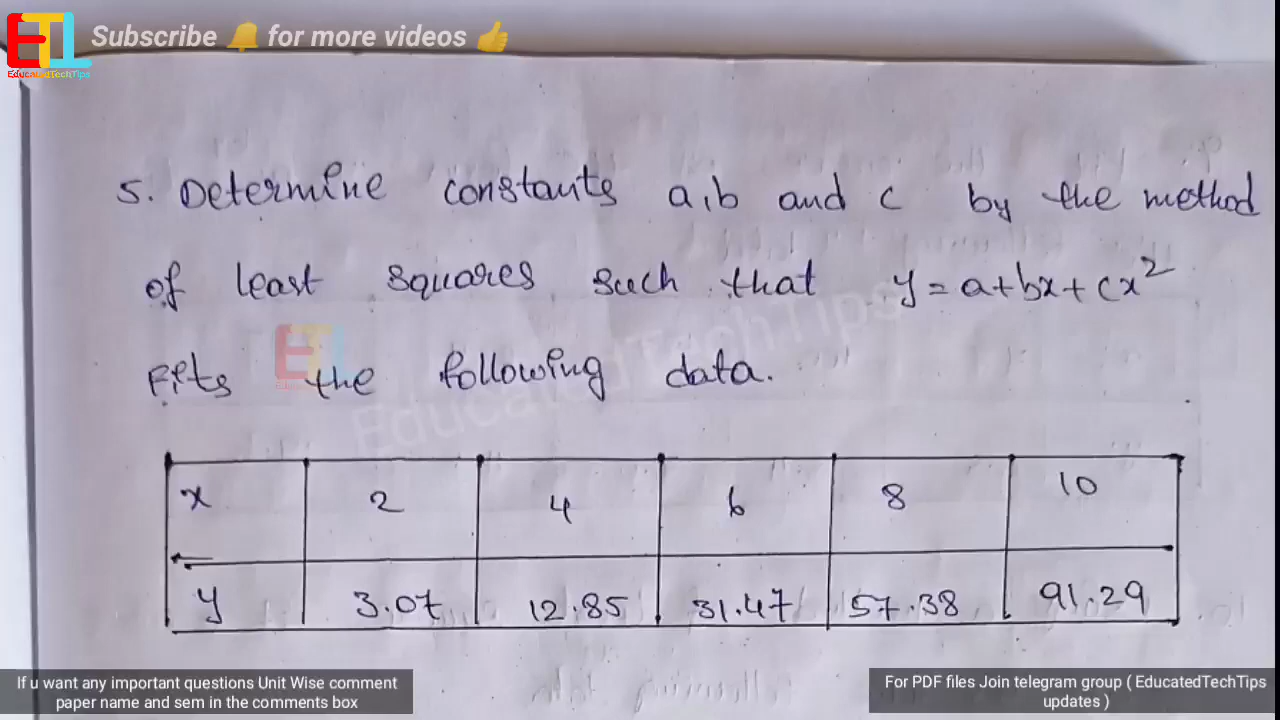 ETT
EducatedTechTips
Subscribe 🔔 for more videos 👍
5. Determine constants a, b and c by the method
of least squares such that y = a+bx+cx²
Fits the following data.
EducatedTechTips
x 2 4 6 8 10
y 3.07 12.85 31.47 57.38 91.29
If u want any important questions Unit Wise comment
paper name and sem in the comments box
For PDF files Join telegram group ( EducatedTechTips
updates )